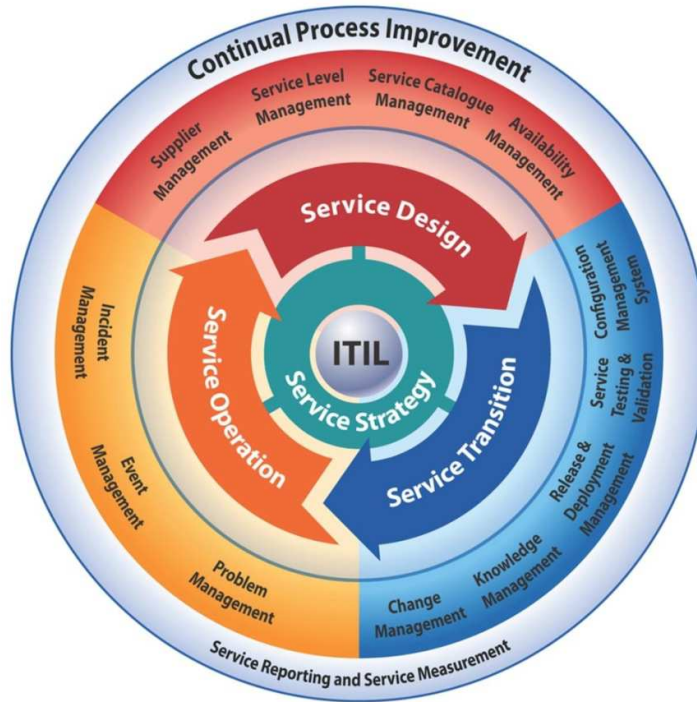 Continual Process Improvement
Supplier
Management
Service Level
Management
Service Catalogue
Management
Availability
Management
Configuration
Management
System
Service
Testing &
Validation
Release &
Deployment
Management
Knowledge
Management
Change
Management
Problem
Management
Event
Management
Incident
Management
Service Design
Service Transition
Service Operation
ITIL
Service Strategy
Service Reporting and Service Measurement